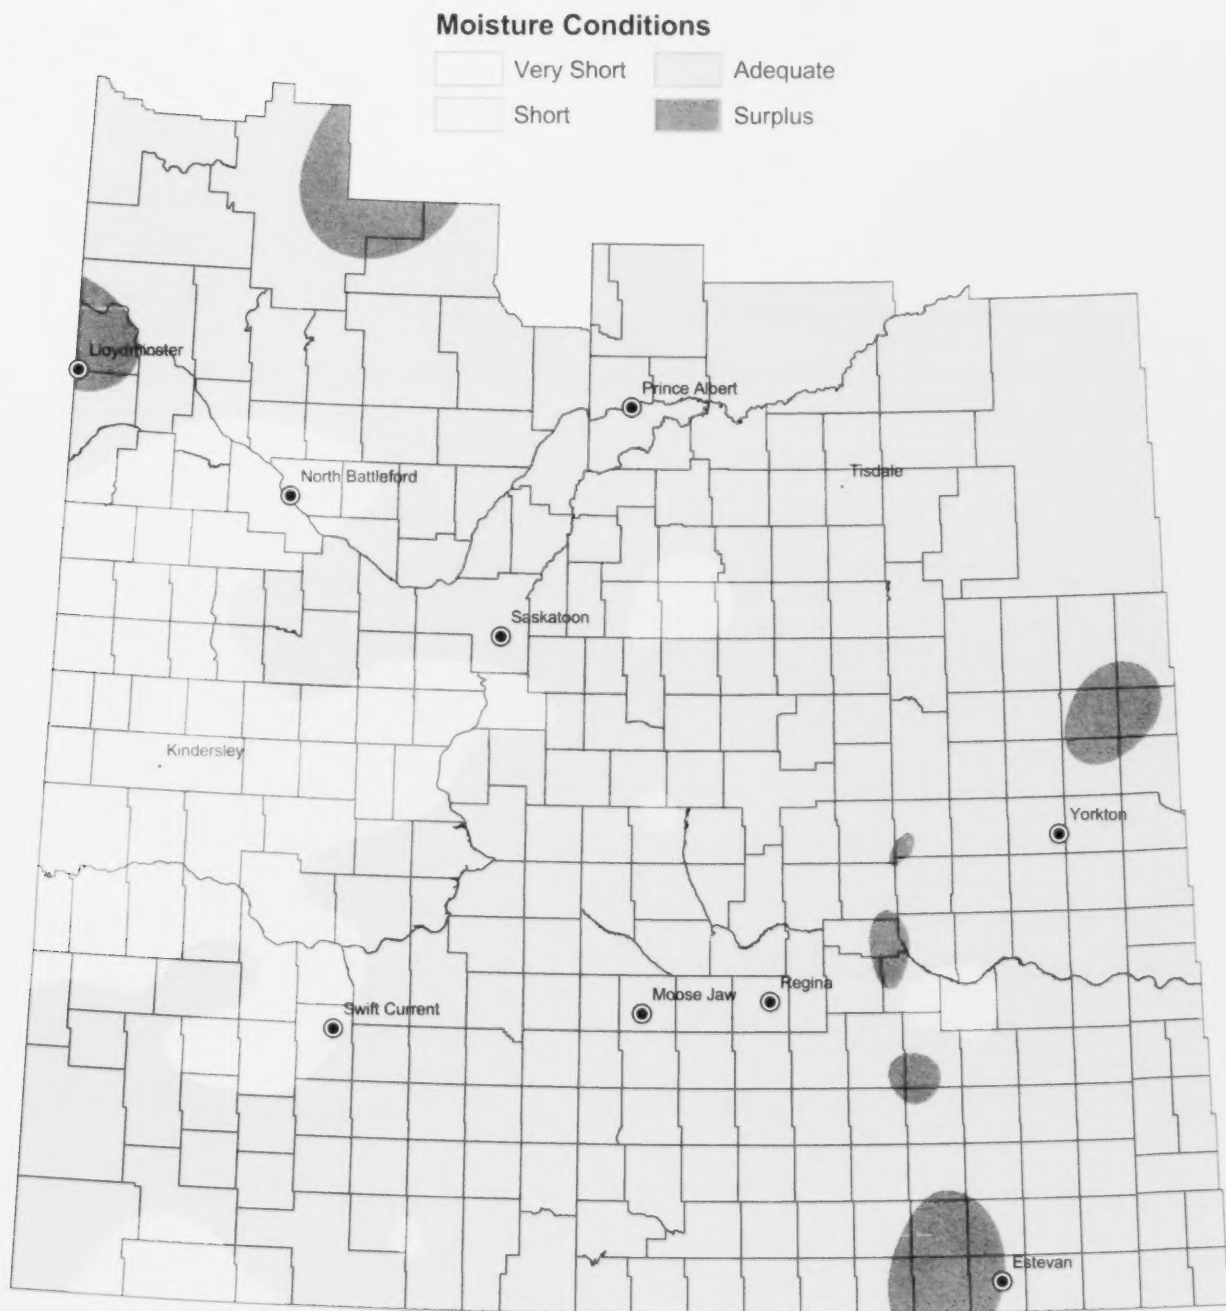 Moisture Conditions
Very Short
Adequate
Short
Surplus
Lloydminster
Prince Albert
North Battleford
Tisdale
Saskatoon
Kindersley
Yorkton
Swift Current
Moose Jaw
Regina
Estevan